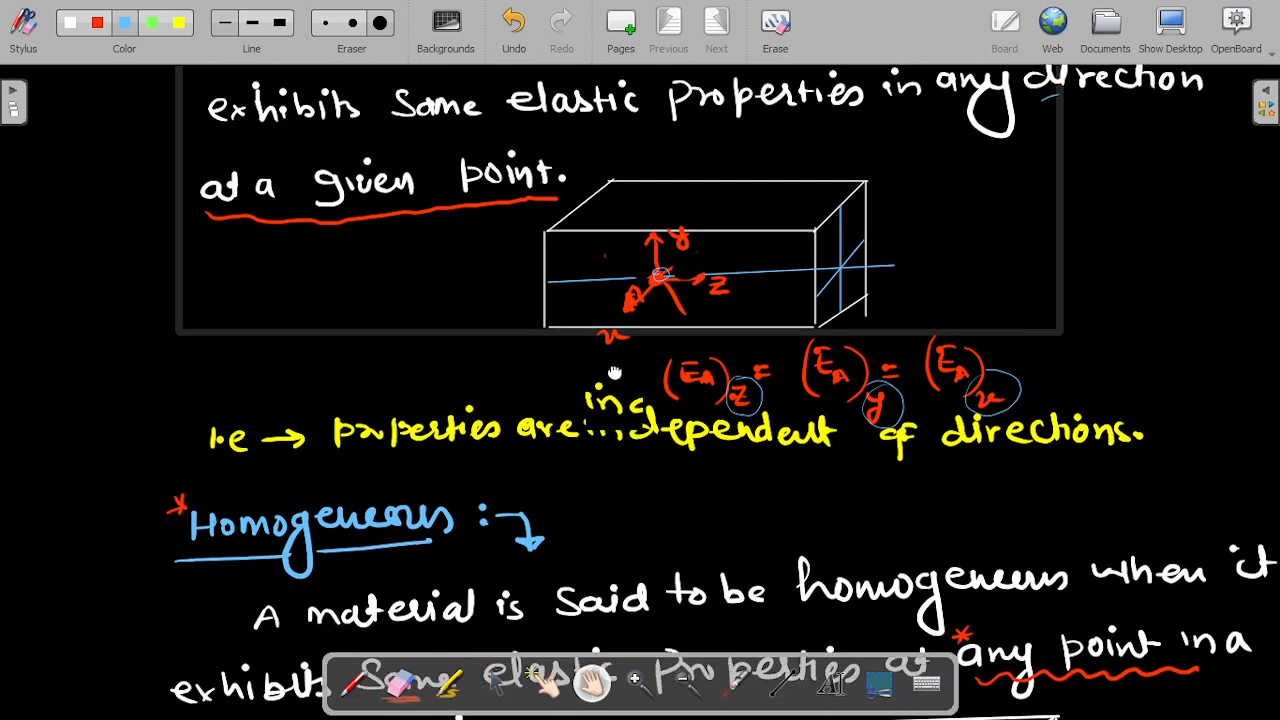 Stylus Color Line Eraser Backgrounds Undo Redo Pages Previous Next Erase Board Web Documents Show Desktop OpenBoard
exhibits Same elastic properties in any direction
at a given point.
y
z
x
(EA)z = (EA)y = (EA)x
i.e → properties are independent of directions.
*Homogeneous :
A material is said to be homogeneous when it
exhibits Same elastic properties at *any point in a